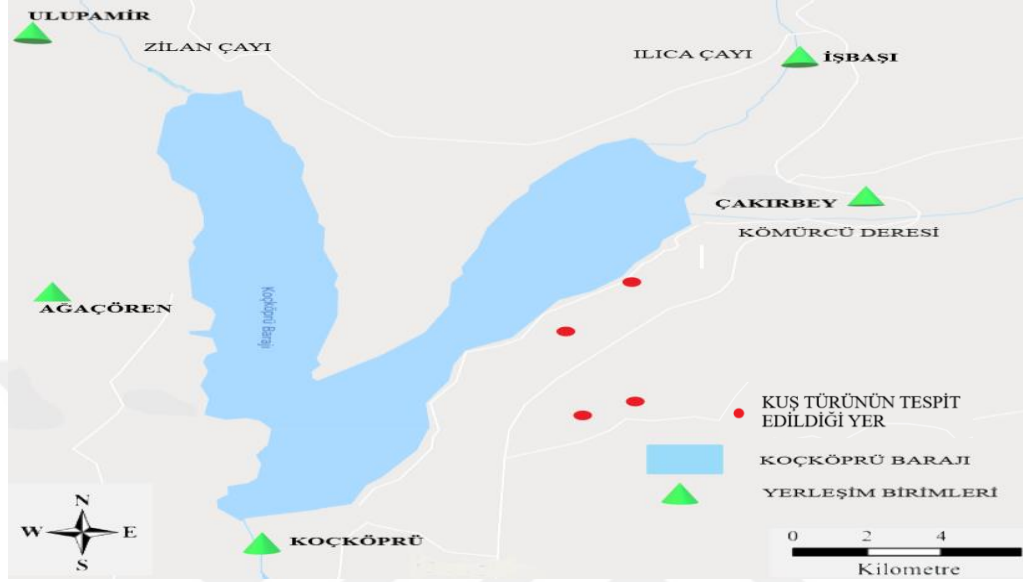 ULUPAMİR
ZİLAN ÇAYI
ILICA ÇAYI
İŞBAŞI
ÇAKIRBEY
KÖMÜRCÜ DERESİ
AĞAÇÖREN
Koçköprü Barajı
KUŞ TÜRÜNÜN TESPİT
EDİLDİĞİ YER
KOÇKÖPRÜ BARAJI
YERLEŞİM BİRİMLERİ
N
W E
S
KOÇKÖPRÜ
0 2 4
Kilometre